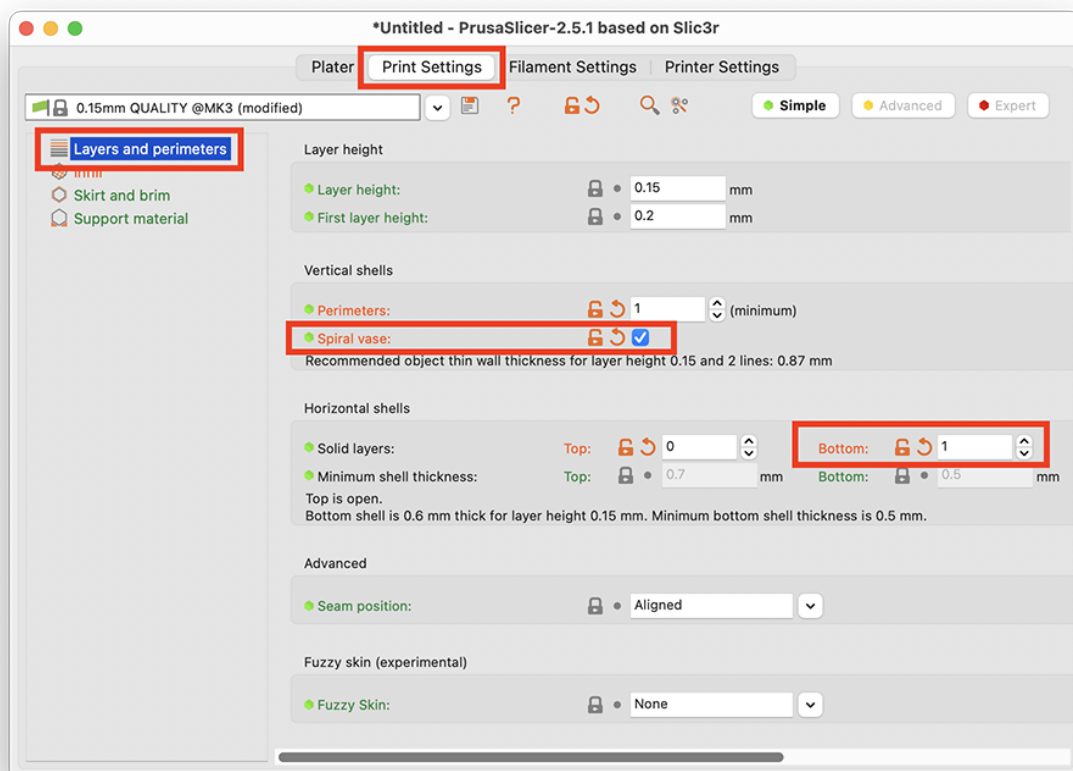 *Untitled - PrusaSlicer-2.5.1 based on Slic3r
Plater Print Settings Filament Settings Printer Settings
0.15mm QUALITY @MK3 (modified) ? Simple Advanced Expert
Layers and perimeters
Infill
Skirt and brim
Support material
Layer height
Layer height: 0.15 mm
First layer height: 0.2 mm
Vertical shells
Perimeters: 1 (minimum)
Spiral vase:
Recommended object thin wall thickness for layer height 0.15 and 2 lines: 0.87 mm
Horizontal shells
Solid layers: Top: 0 Bottom: 1
Minimum shell thickness: Top: 0.7 mm Bottom: 0.5 mm
Top is open.
Bottom shell is 0.6 mm thick for layer height 0.15 mm. Minimum bottom shell thickness is 0.5 mm.
Advanced
Seam position: Aligned
Fuzzy skin (experimental)
Fuzzy Skin: None